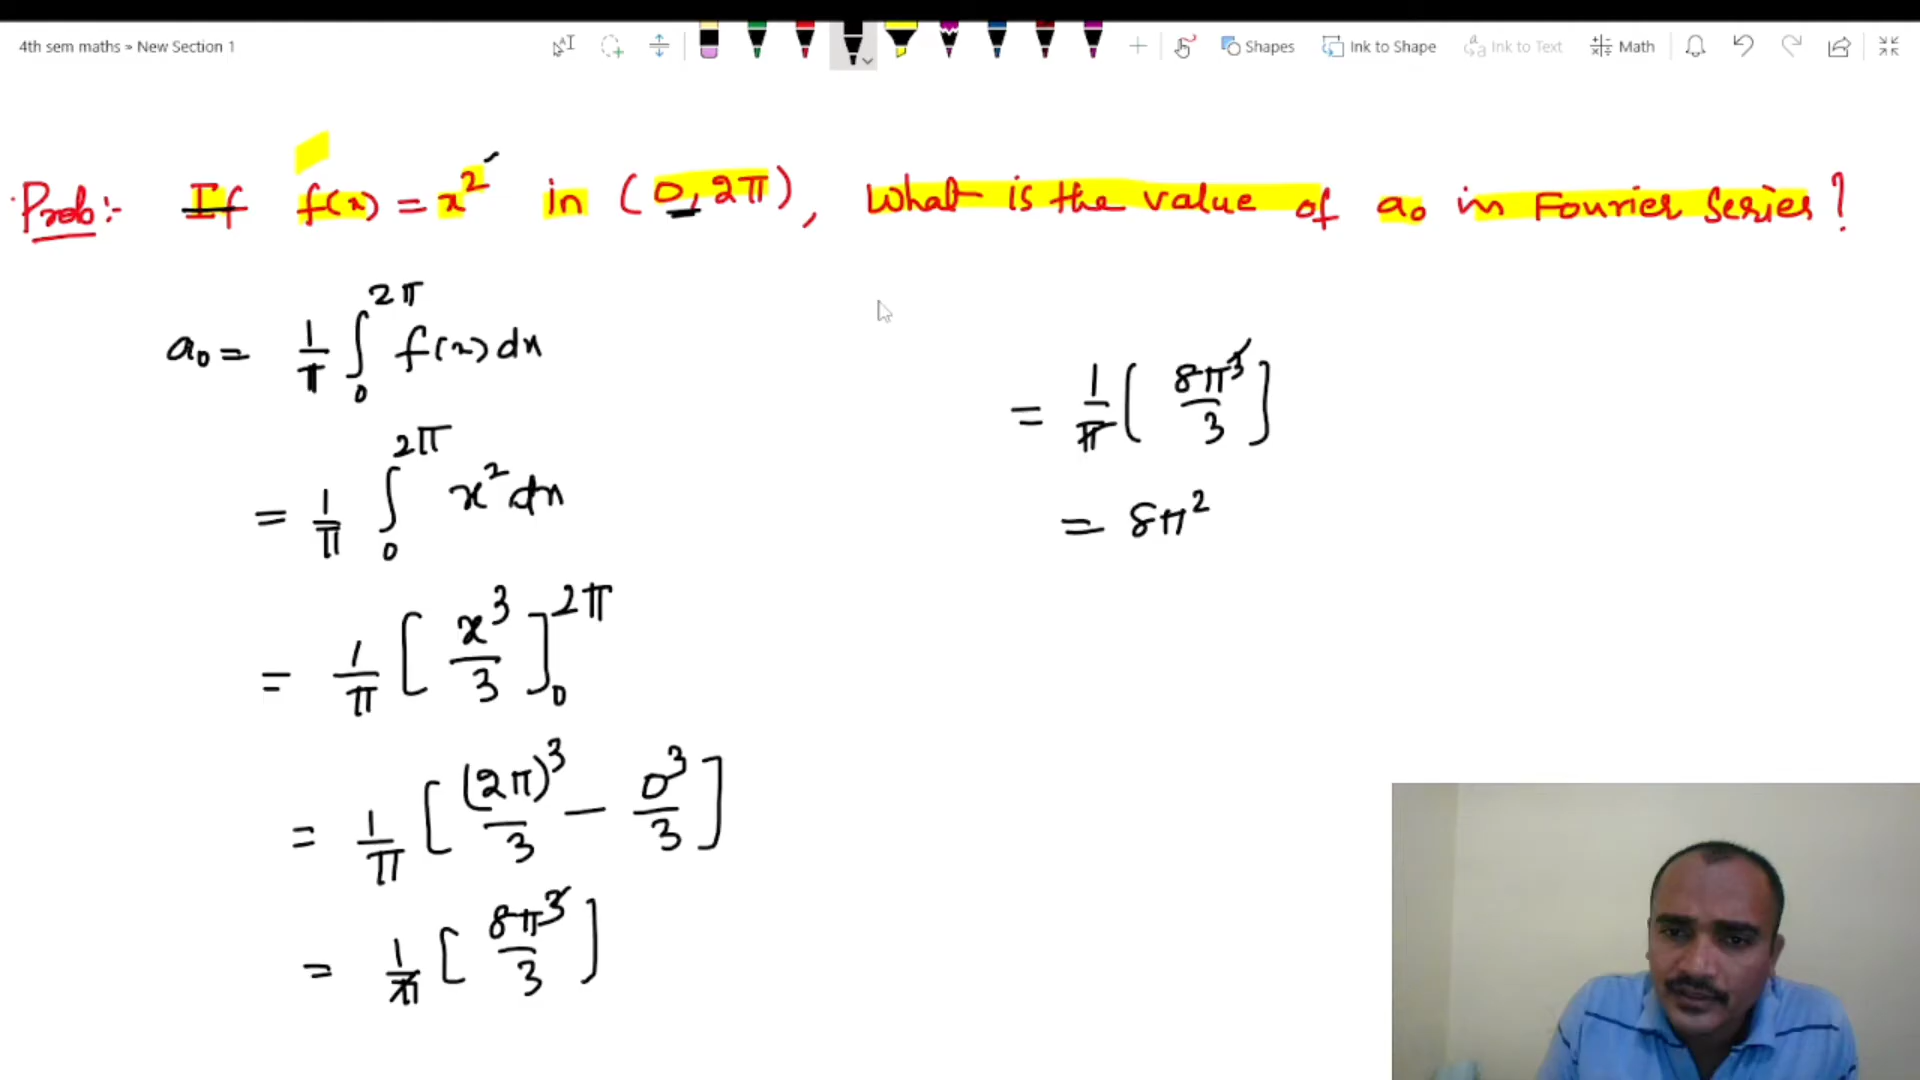 4th sem maths » New Section 1
Shapes
Ink to Shape
Ink to Text
Math
Prob:- If f(x) = x² in (0, 2π), What is the value of a₀ in Fourier Series?
a₀ = 1/π ∫₀^2π f(x) dx
= 1/π ∫₀^2π x² dx
= 1/π [x³/3]₀^2π
= 1/π [(2π)³/3 − 0³/3]
= 1/π [8π³/3]
= 1/π [8π³/3]
= 8π²